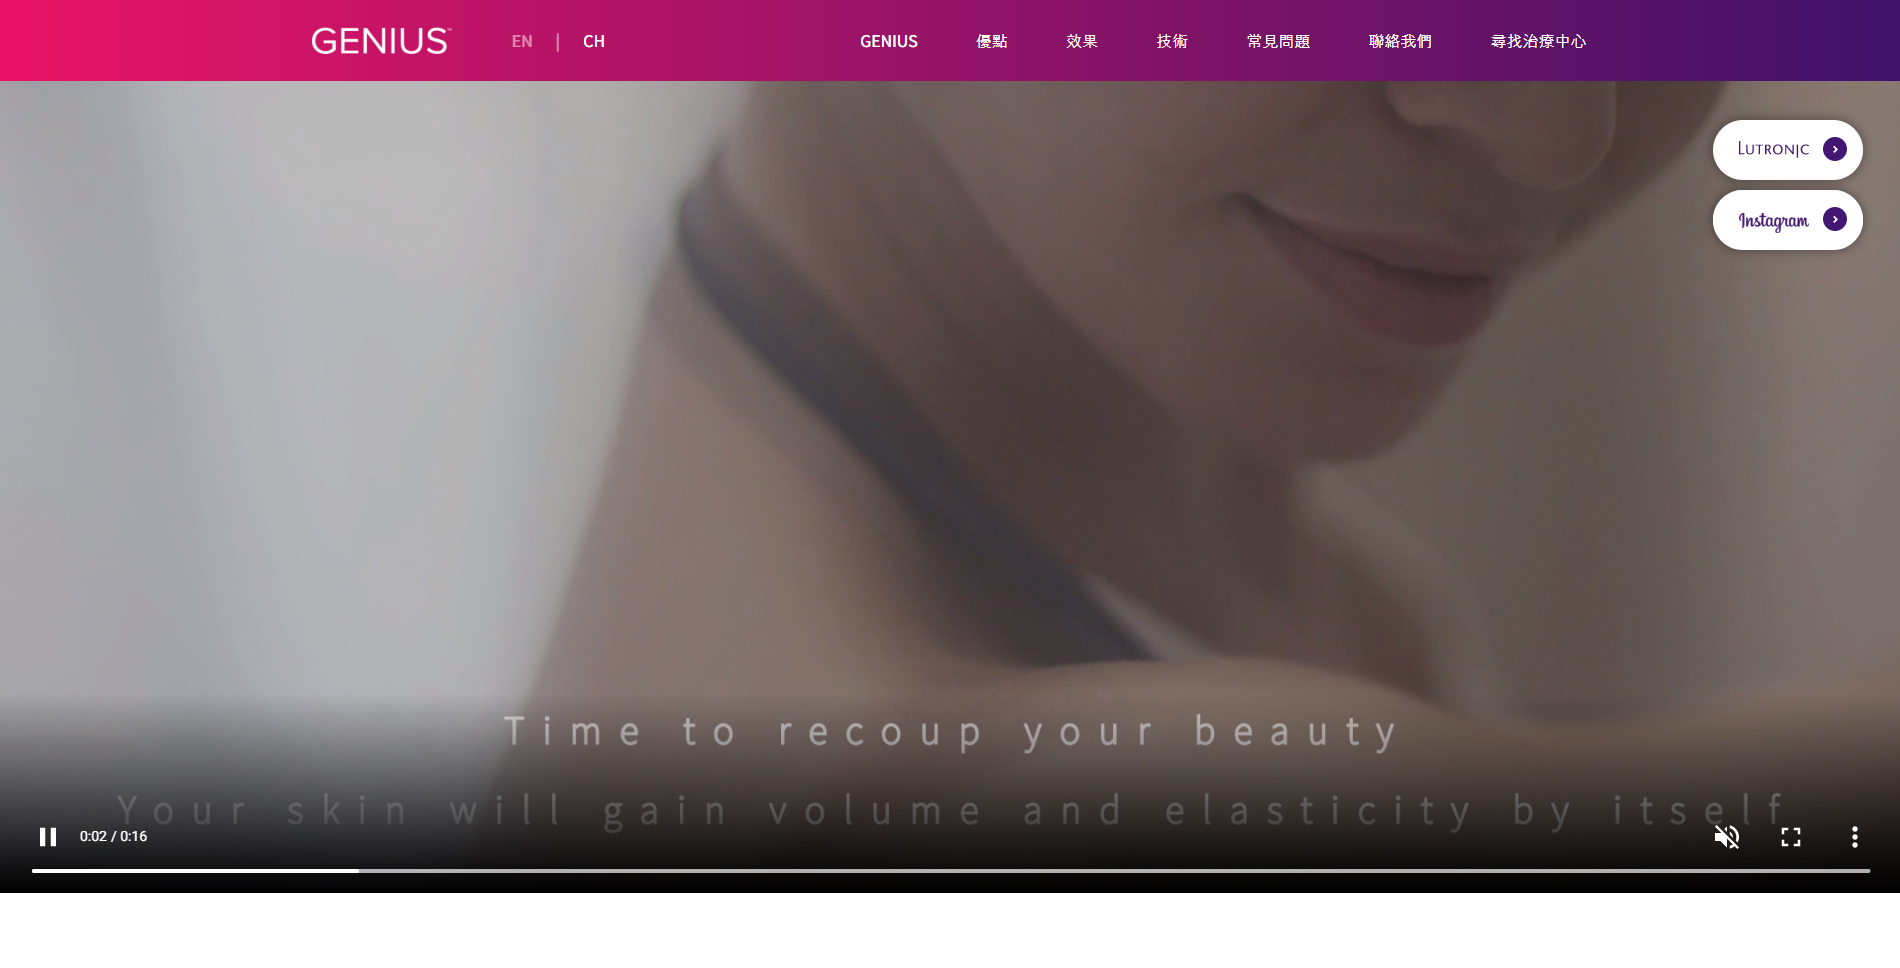 GENIUS™
EN | CH
GENIUS 優點 效果 技術 常見問題 聯絡我們 尋找治療中心
LUTRONIC
Instagram
Time to recoup your beauty
Your skin will gain volume and elasticity by itself
0:02 / 0:16